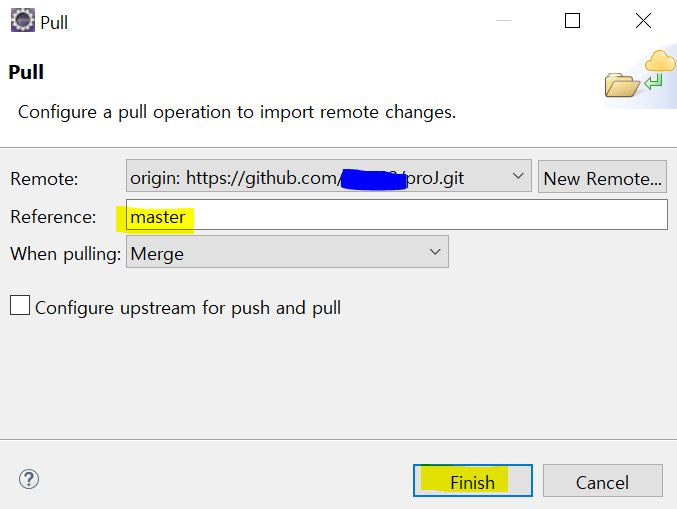 Pull
Pull
Configure a pull operation to import remote changes.
Remote: origin: https://github.com/ /proJ.git New Remote...
Reference: master
When pulling: Merge
Configure upstream for push and pull
? Finish Cancel